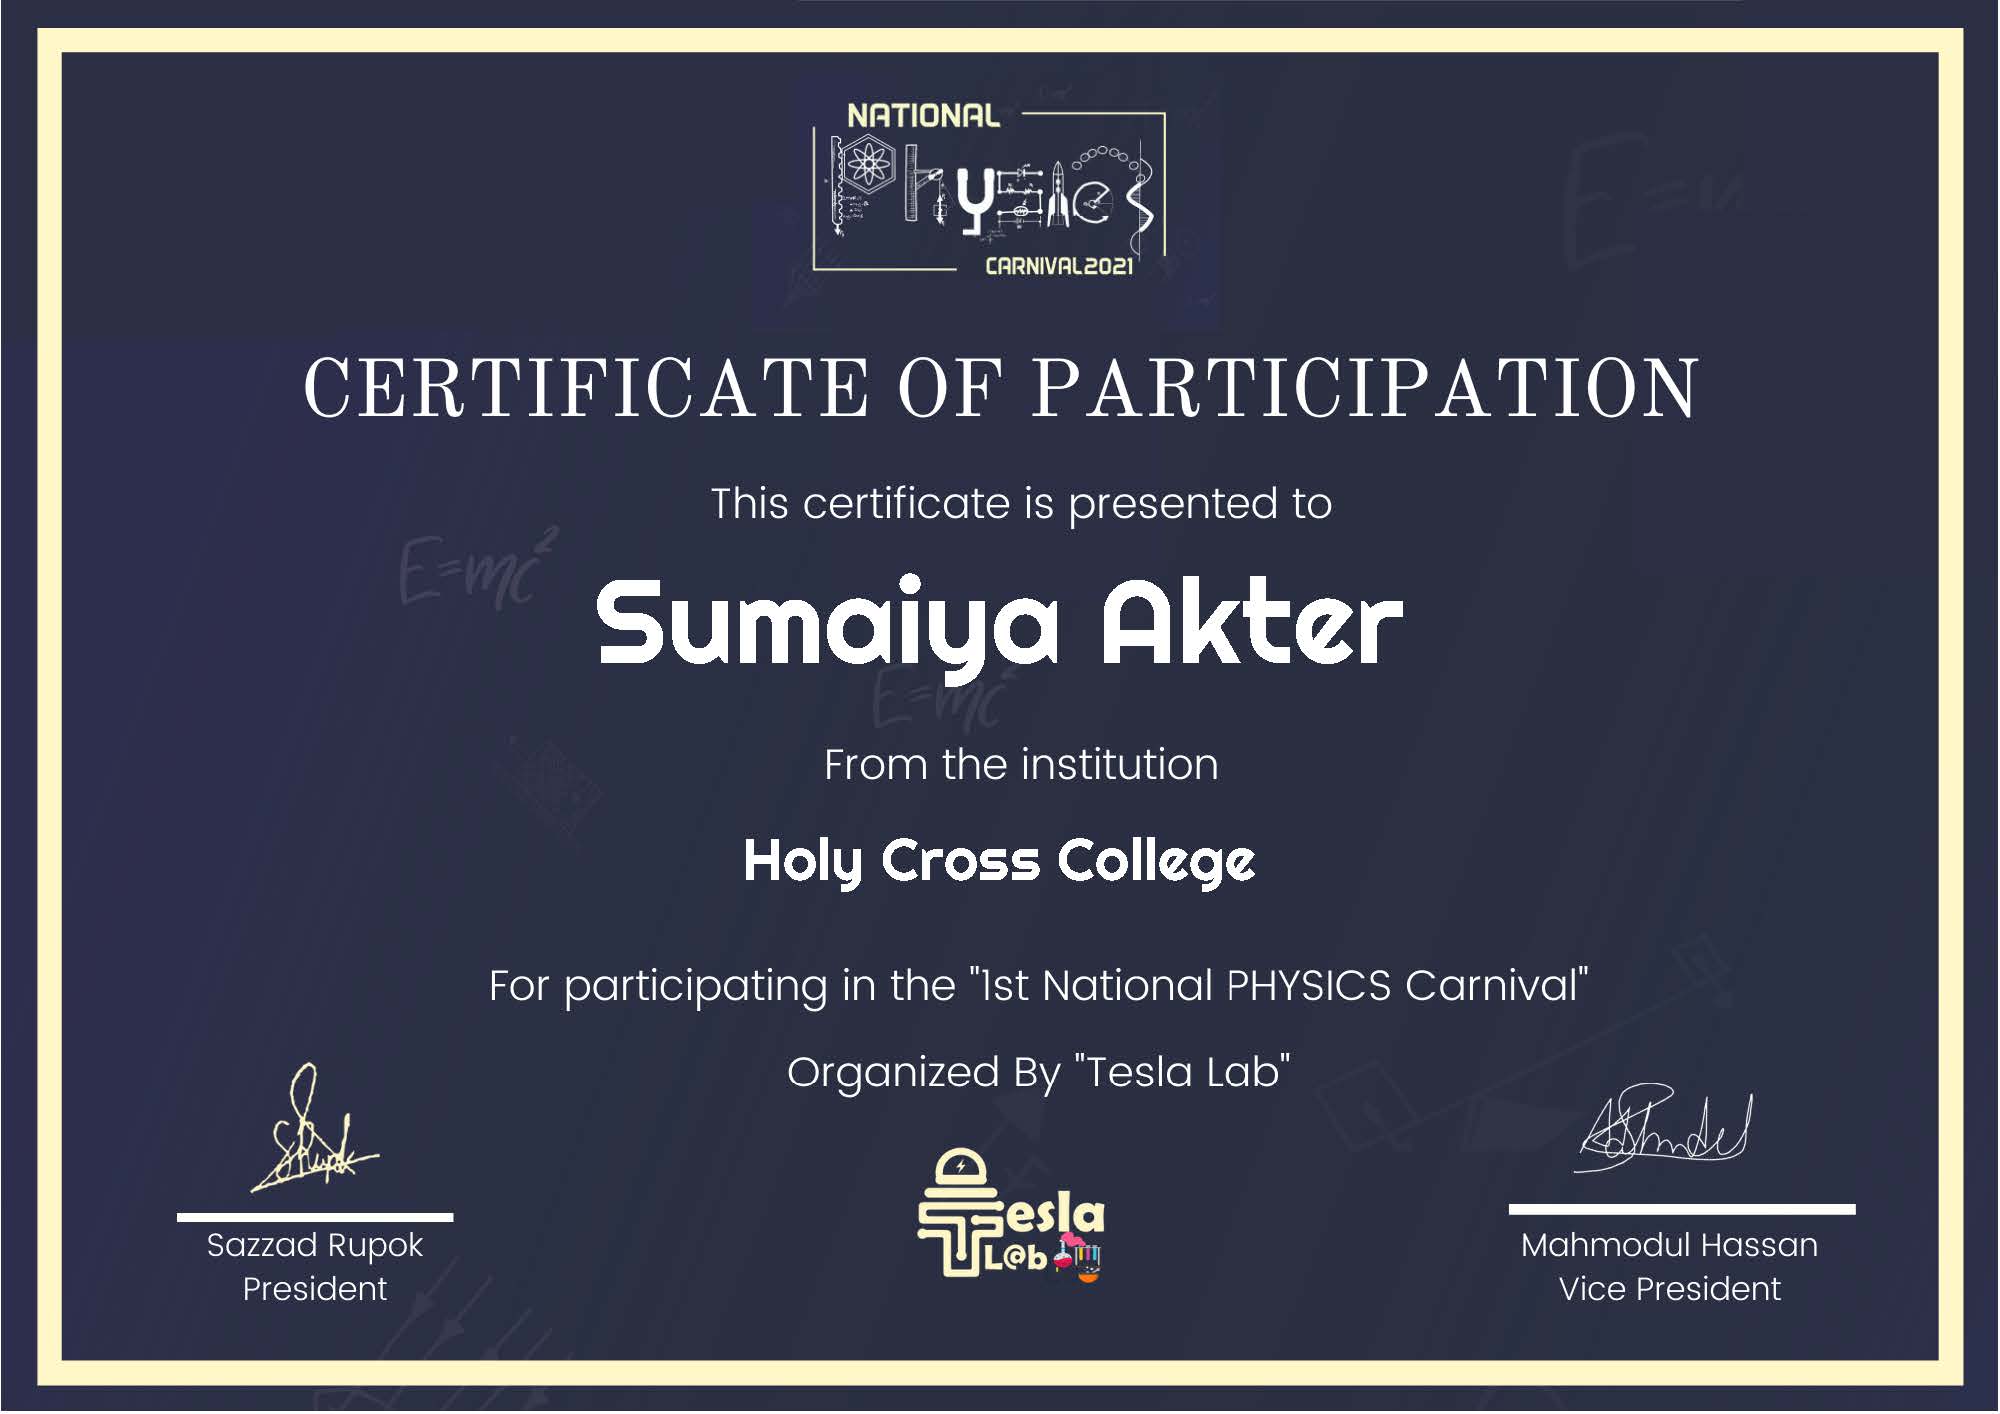 NATIONAL
Physics
CARNIVAL2021
CERTIFICATE OF PARTICIPATION
This certificate is presented to
E=mc²
Sumaiya Akter
E=mc²
From the institution
Holy Cross College
For participating in the "1st National PHYSICS Carnival"
Organized By "Tesla Lab"
Tesla
L@b
Sazzad Rupok
President
Mahmodul Hassan
Vice President